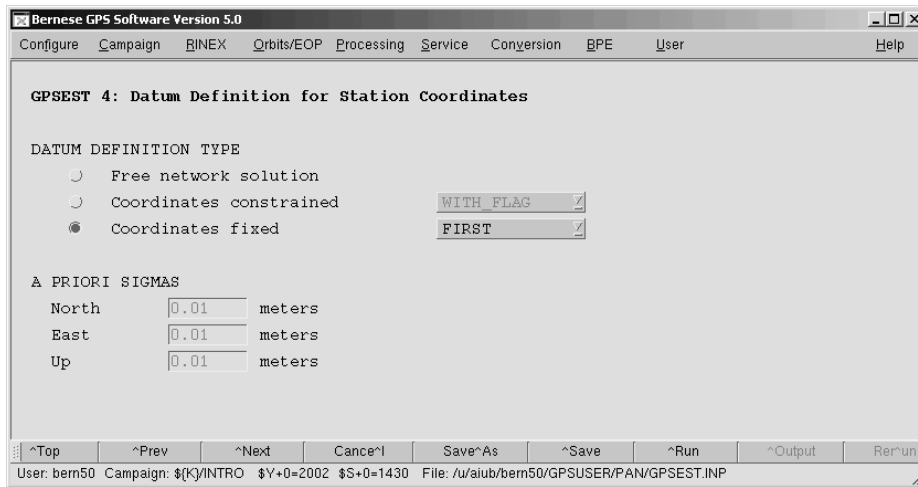 Bernese GPS Software Version 5.0
Configure Campaign RINEX Orbits/EOP Processing Service Conversion BPE User Help
GPSEST 4: Datum Definition for Station Coordinates
DATUM DEFINITION TYPE
Free network solution
Coordinates constrained WITH_FLAG
Coordinates fixed FIRST
A PRIORI SIGMAS
North 0.01 meters
East 0.01 meters
Up 0.01 meters
^Top ^Prev ^Next Cance^l Save^As ^Save ^Run ^Output Rer^un
User: bern50 Campaign: ${K}/INTRO $Y+0=2002 $S+0=1430 File: /u/aiub/bern50/GPSUSER/PAN/GPSEST.INP